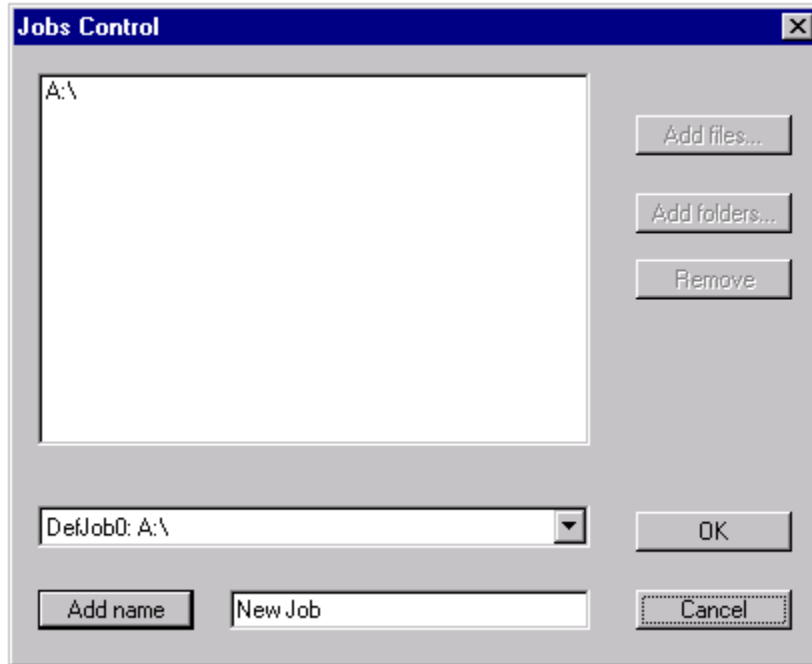 Jobs Control
A:\
Add files...
Add folders...
Remove
DefJob0: A:\
OK
Add name
New Job
Cancel